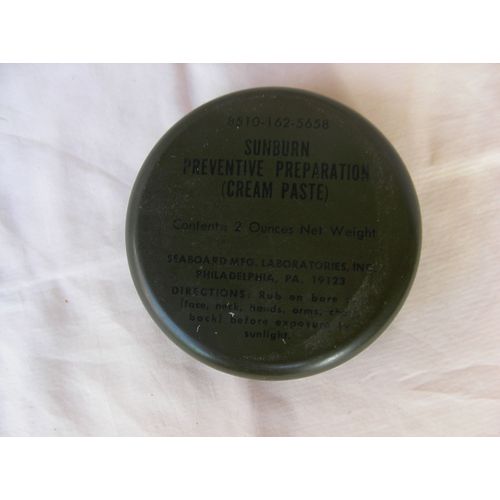 8510-162-5658
SUNBURN
PREVENTIVE PREPARATION
(CREAM PASTE)
Contents 2 Ounces Net Weight
SEABOARD MFG. LABORATORIES, INC.
PHILADELPHIA, PA. 19123
DIRECTIONS: Rub on bare
(face, neck, hands, arms,
back) before exposure to
sunlight.